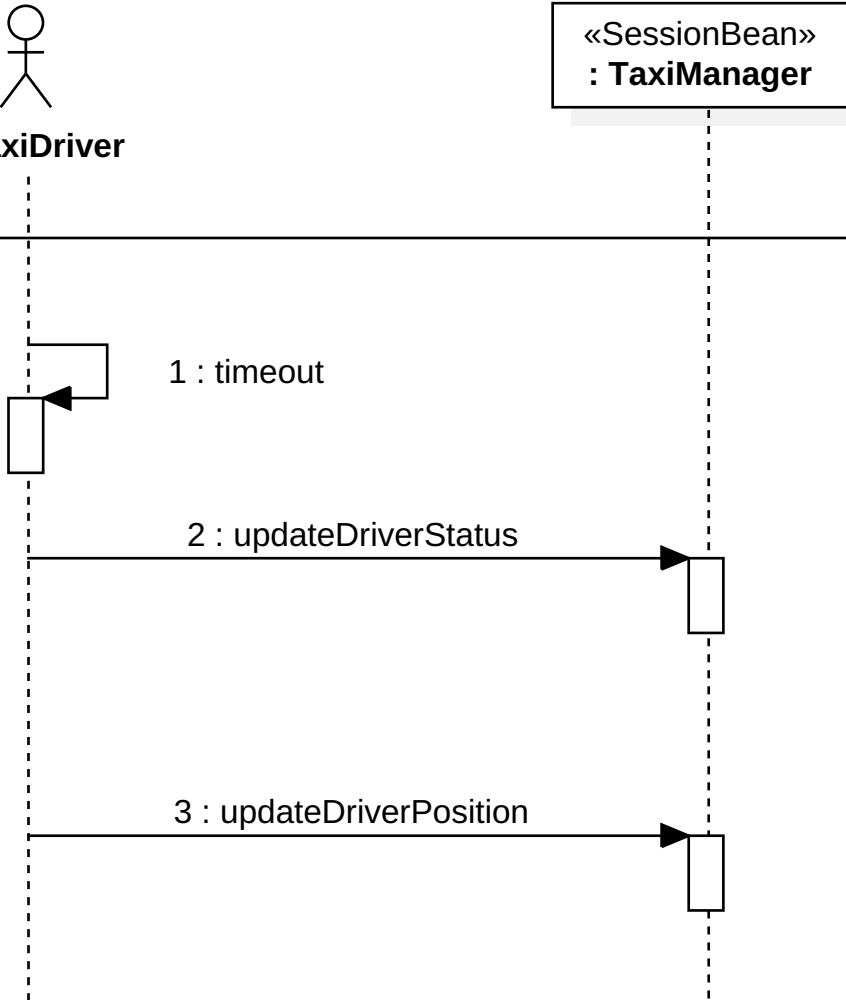 «SessionBean»
: TaxiManager
xiDriver
1 : timeout
2 : updateDriverStatus
3 : updateDriverPosition